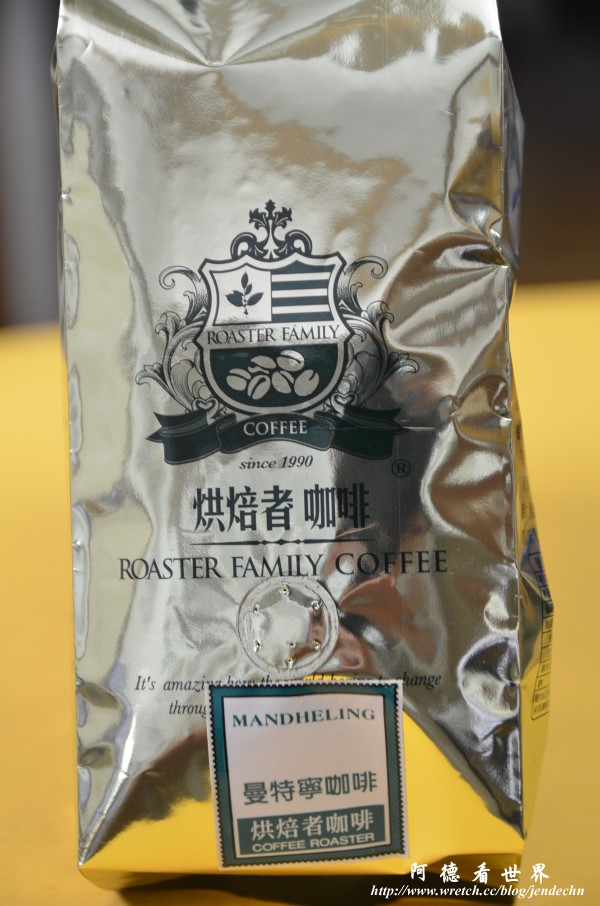 ROASTER FAMILY
COFFEE
since 1990
®
烘焙者 咖啡
ROASTER FAMILY COFFEE
It's amazing how the change
throug
MANDHELING
曼特寧咖啡
烘焙者咖啡
COFFEE ROASTER
阿德看世界
http://www.wretch.cc/blog/jendechn